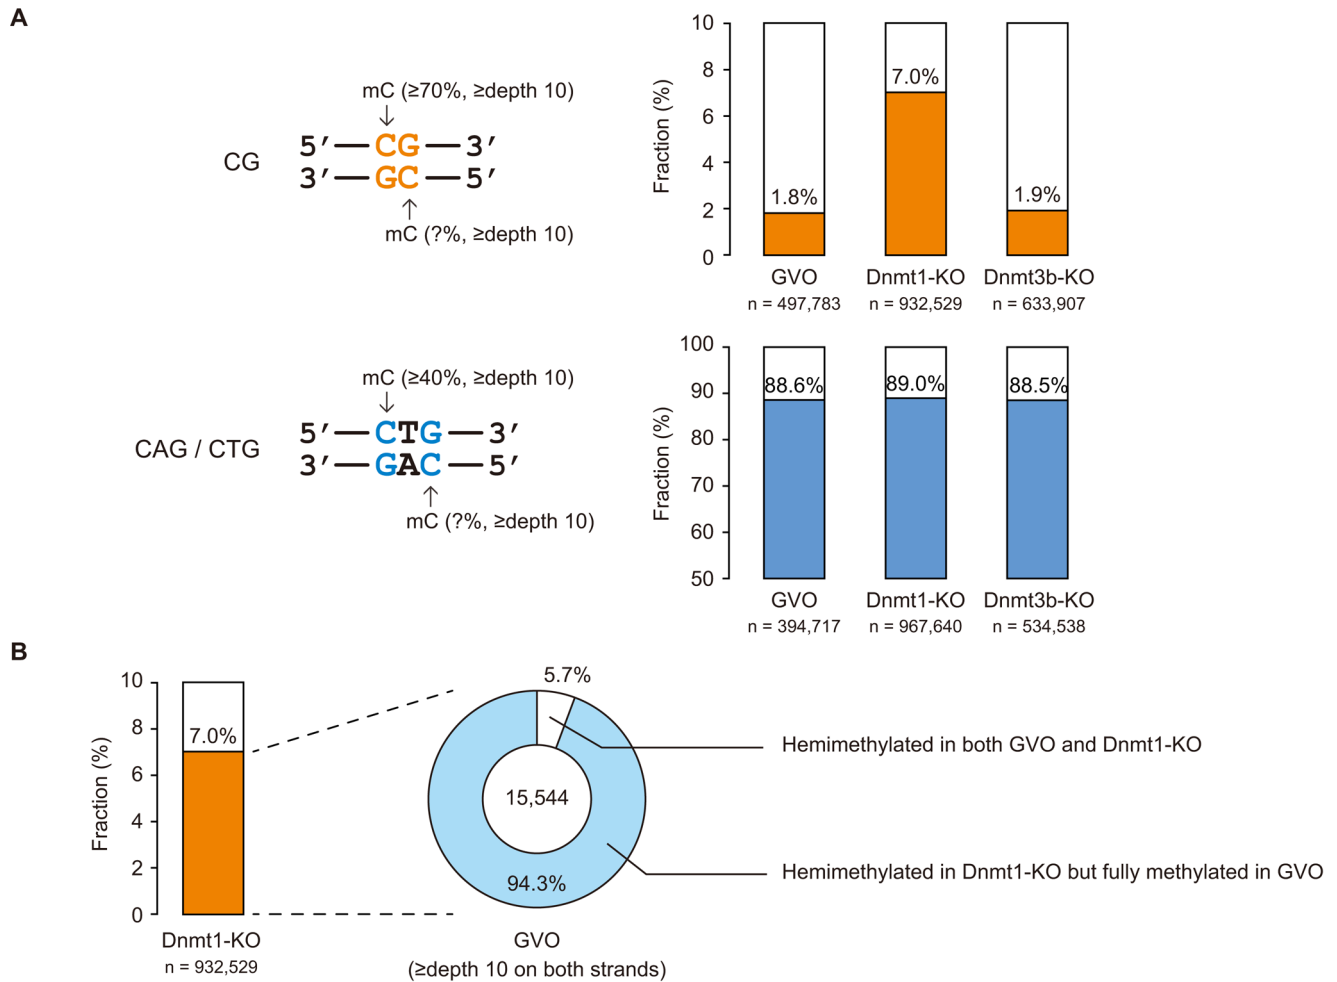 A
CG
mC (≥70%, ≥depth 10)
↓
5′ — CG — 3′
3′ — GC — 5′
↑
mC (?%, ≥depth 10)
Fraction (%)
10
8
6
4
2
0
1.8%
7.0%
1.9%
GVO
Dnmt1-KO
Dnmt3b-KO
n = 497,783
n = 932,529
n = 633,907
CAG / CTG
mC (≥40%, ≥depth 10)
↓
5′ — CTG — 3′
3′ — GAC — 5′
↑
mC (?%, ≥depth 10)
Fraction (%)
100
90
80
70
60
50
88.6%
89.0%
88.5%
GVO
Dnmt1-KO
Dnmt3b-KO
n = 394,717
n = 967,640
n = 534,538
B
Fraction (%)
10
8
6
4
2
0
7.0%
Dnmt1-KO
n = 932,529
5.7%
15,544
94.3%
GVO
(≥depth 10 on both strands)
Hemimethylated in both GVO and Dnmt1-KO
Hemimethylated in Dnmt1-KO but fully methylated in GVO